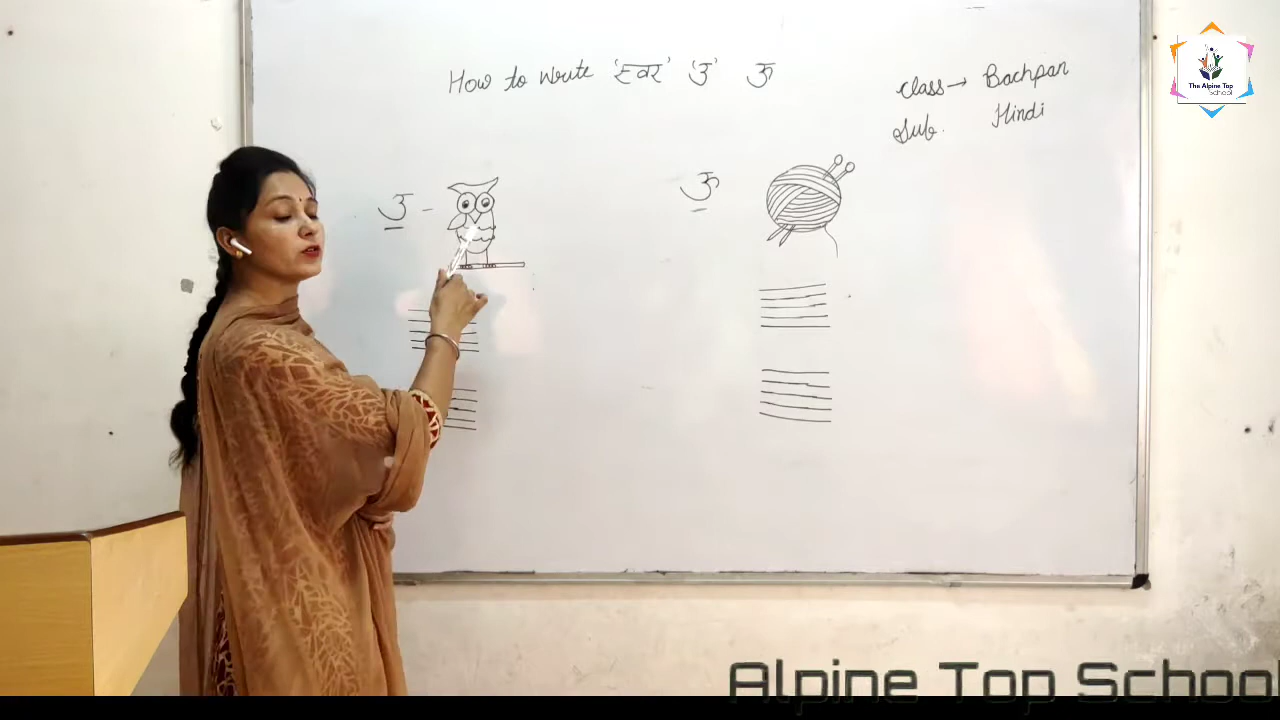 How to write 'स्वर' 'उ' ऊ
class → Bachpan
Sub. Hindi
उ -
ऊ
The Alpine Top
School
Alpine Top School